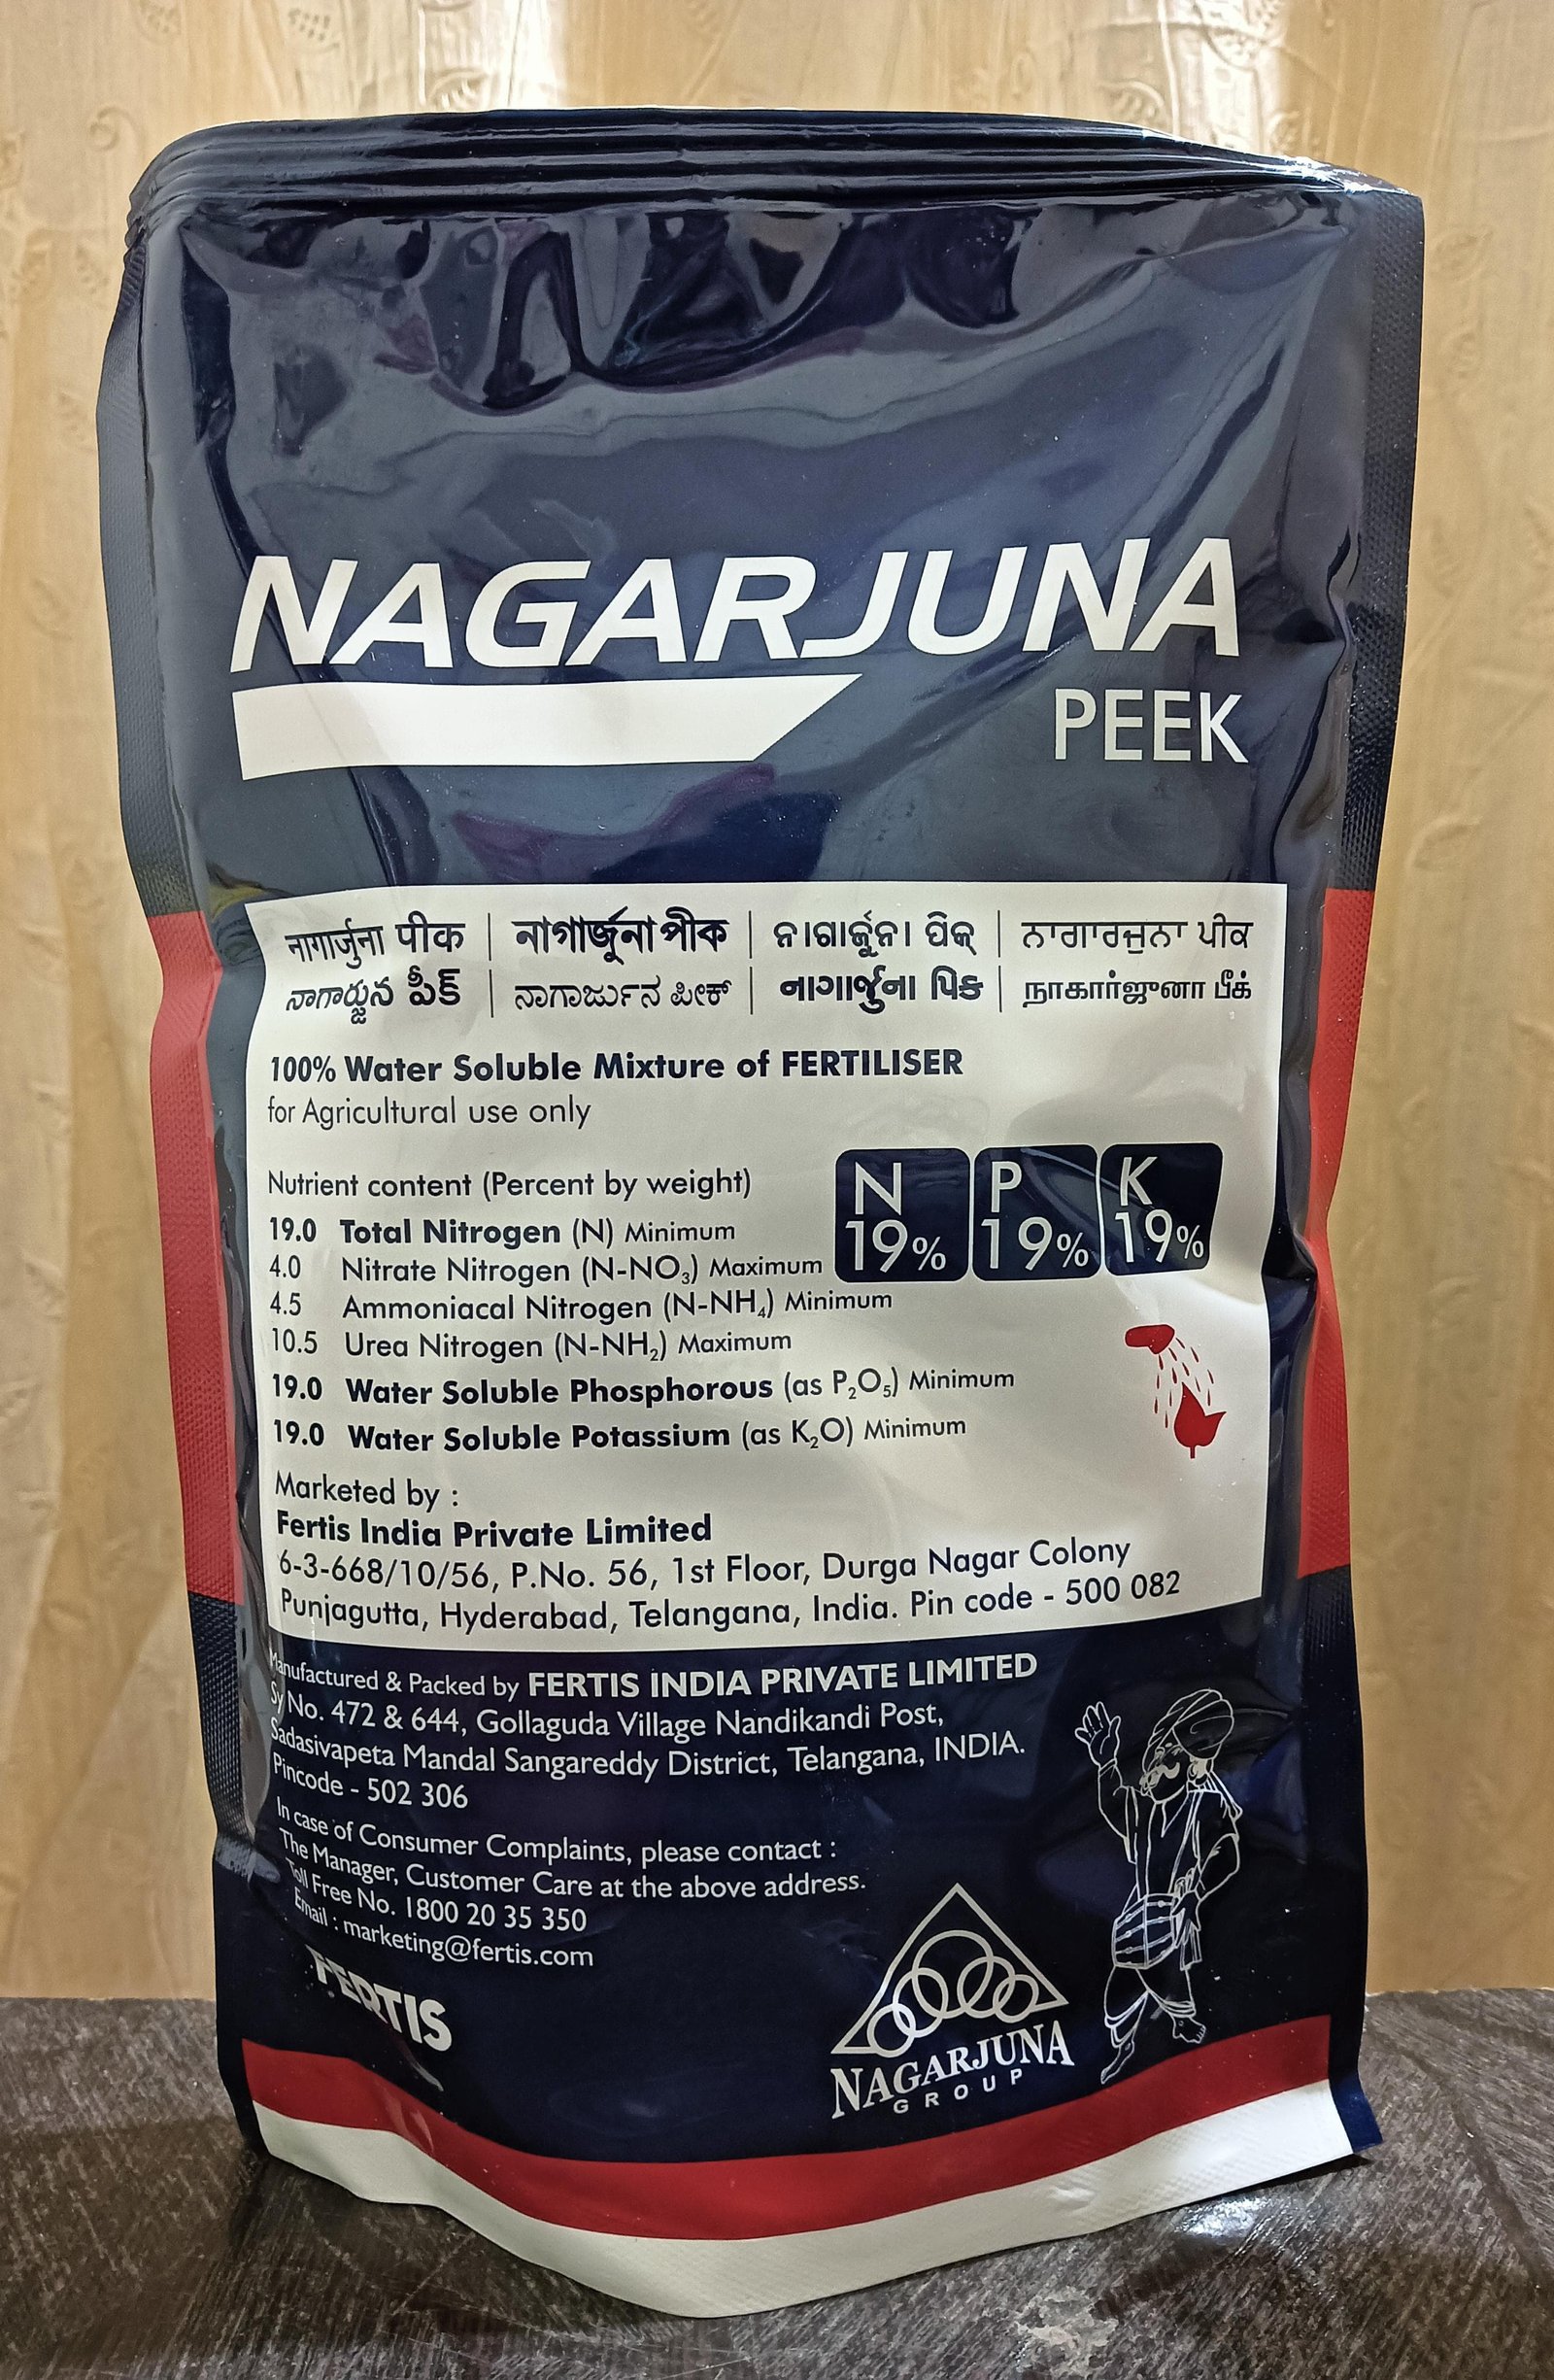 NAGARJUNA
PEEK
नागार्जुना पीक | নাগার্জুনা পীক | ନାଗାର୍ଜୁନା ପିକ୍ | ਨਾਗਾਰਜੁਨਾ ਪੀਕ
నాగార్జున పీక్ | ನಾಗಾರ್ಜುನ ಪೀಕ್ | નાગાર્જુના પિક | நாகார்ஜுனா பீக்
100% Water Soluble Mixture of FERTILISER
for Agricultural use only
Nutrient content (Percent by weight)
N 19% P 19% K 19%
19.0 Total Nitrogen (N) Minimum
4.0 Nitrate Nitrogen (N-NO₃) Maximum
4.5 Ammoniacal Nitrogen (N-NH₄) Minimum
10.5 Urea Nitrogen (N-NH₂) Maximum
19.0 Water Soluble Phosphorous (as P₂O₅) Minimum
19.0 Water Soluble Potassium (as K₂O) Minimum
Marketed by :
Fertis India Private Limited
6-3-668/10/56, P.No. 56, 1st Floor, Durga Nagar Colony
Punjagutta, Hyderabad, Telangana, India. Pin code - 500 082
Manufactured & Packed by FERTIS INDIA PRIVATE LIMITED
Sy No. 472 & 644, Gollaguda Village Nandikandi Post,
Sadasivapeta Mandal Sangareddy District, Telangana, INDIA.
Pincode - 502 306
In case of Consumer Complaints, please contact :
The Manager, Customer Care at the above address.
Toll Free No. 1800 20 35 350
Email : marketing@fertis.com
FERTIS
NAGARJUNA
GROUP